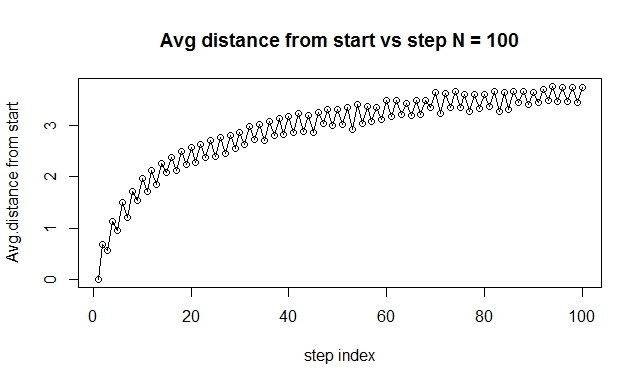 Avg distance from start vs step N = 100
Avg.distance from start
3
2
1
0
0 20 40 60 80 100
step index